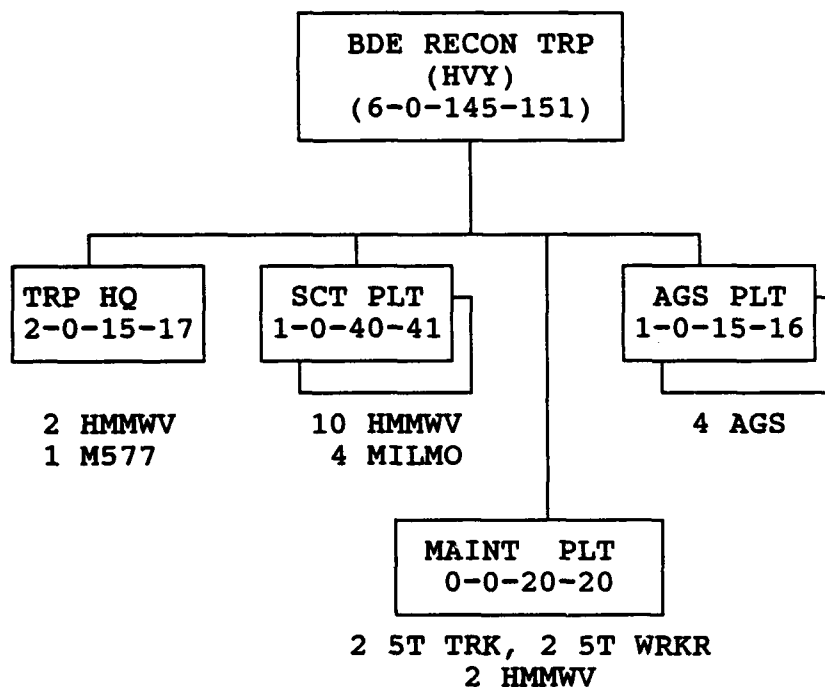 BDE RECON TRP
(HVY)
(6-0-145-151)
TRP HQ
2-0-15-17
SCT PLT
1-0-40-41
AGS PLT
1-0-15-16
2 HMMWV
1 M577
10 HMMWV
4 MILMO
4 AGS
MAINT PLT
0-0-20-20
2 5T TRK, 2 5T WRKR
2 HMMWV